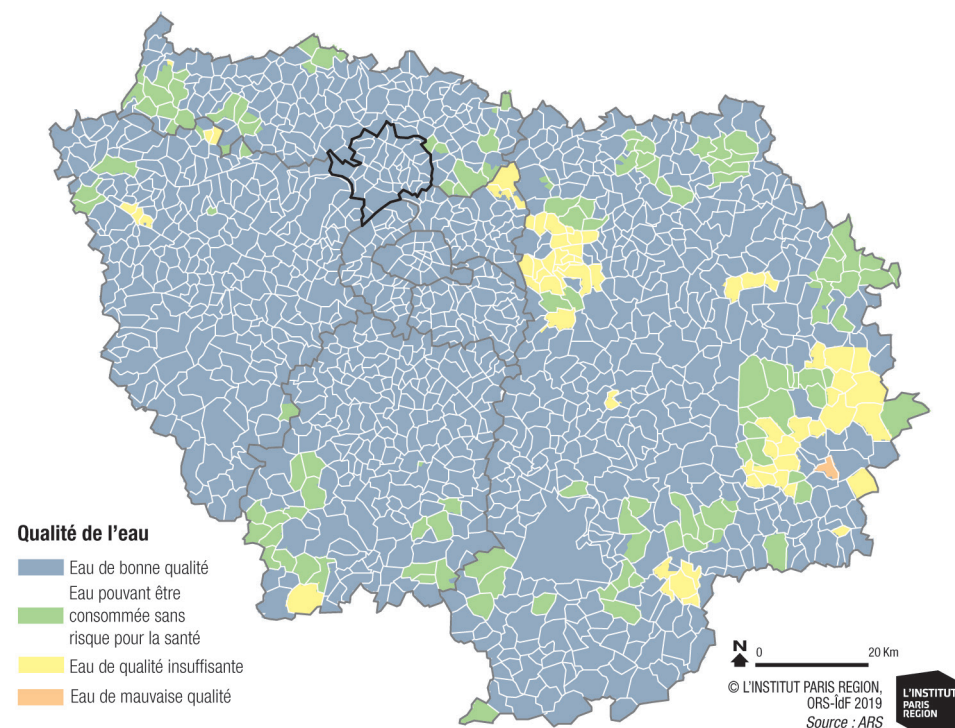 Qualité de l'eau
Eau de bonne qualité
Eau pouvant être
consommée sans
risque pour la santé
Eau de qualité insuffisante
Eau de mauvaise qualité
N
0 20 Km
© L'INSTITUT PARIS REGION,
ORS-ÎdF 2019
Source : ARS
L'INSTITUT
PARIS
REGION